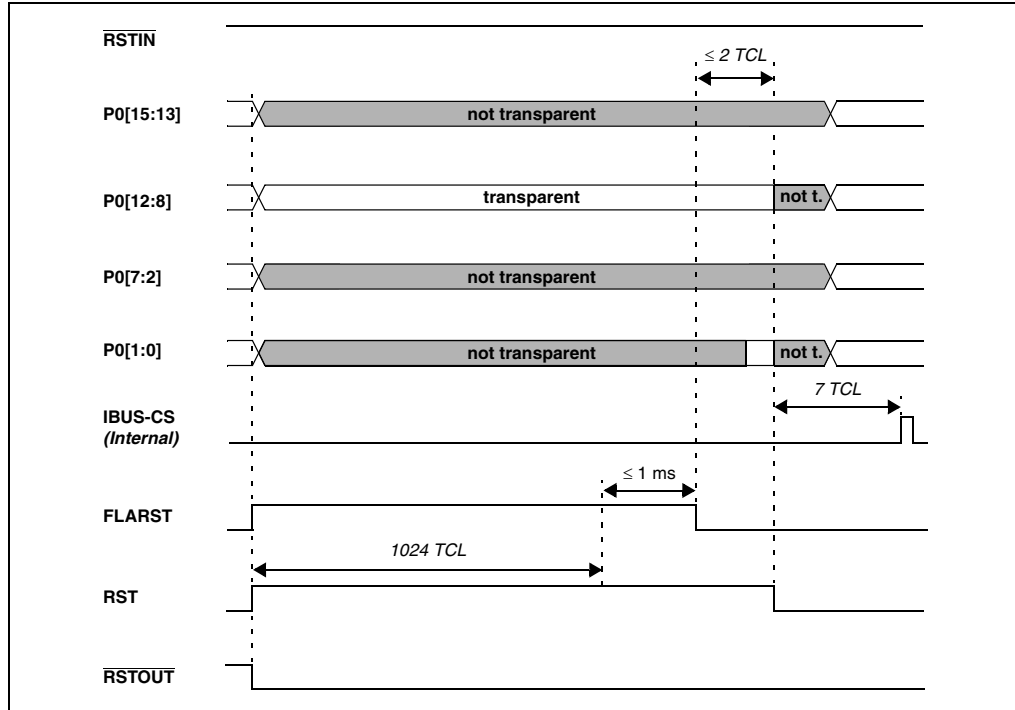 RSTIN
≤ 2 TCL
P0[15:13]
not transparent
P0[12:8]
transparent
not t.
P0[7:2]
not transparent
P0[1:0]
not transparent
not t.
7 TCL
IBUS-CS
(Internal)
≤ 1 ms
FLARST
1024 TCL
RST
RSTOUT